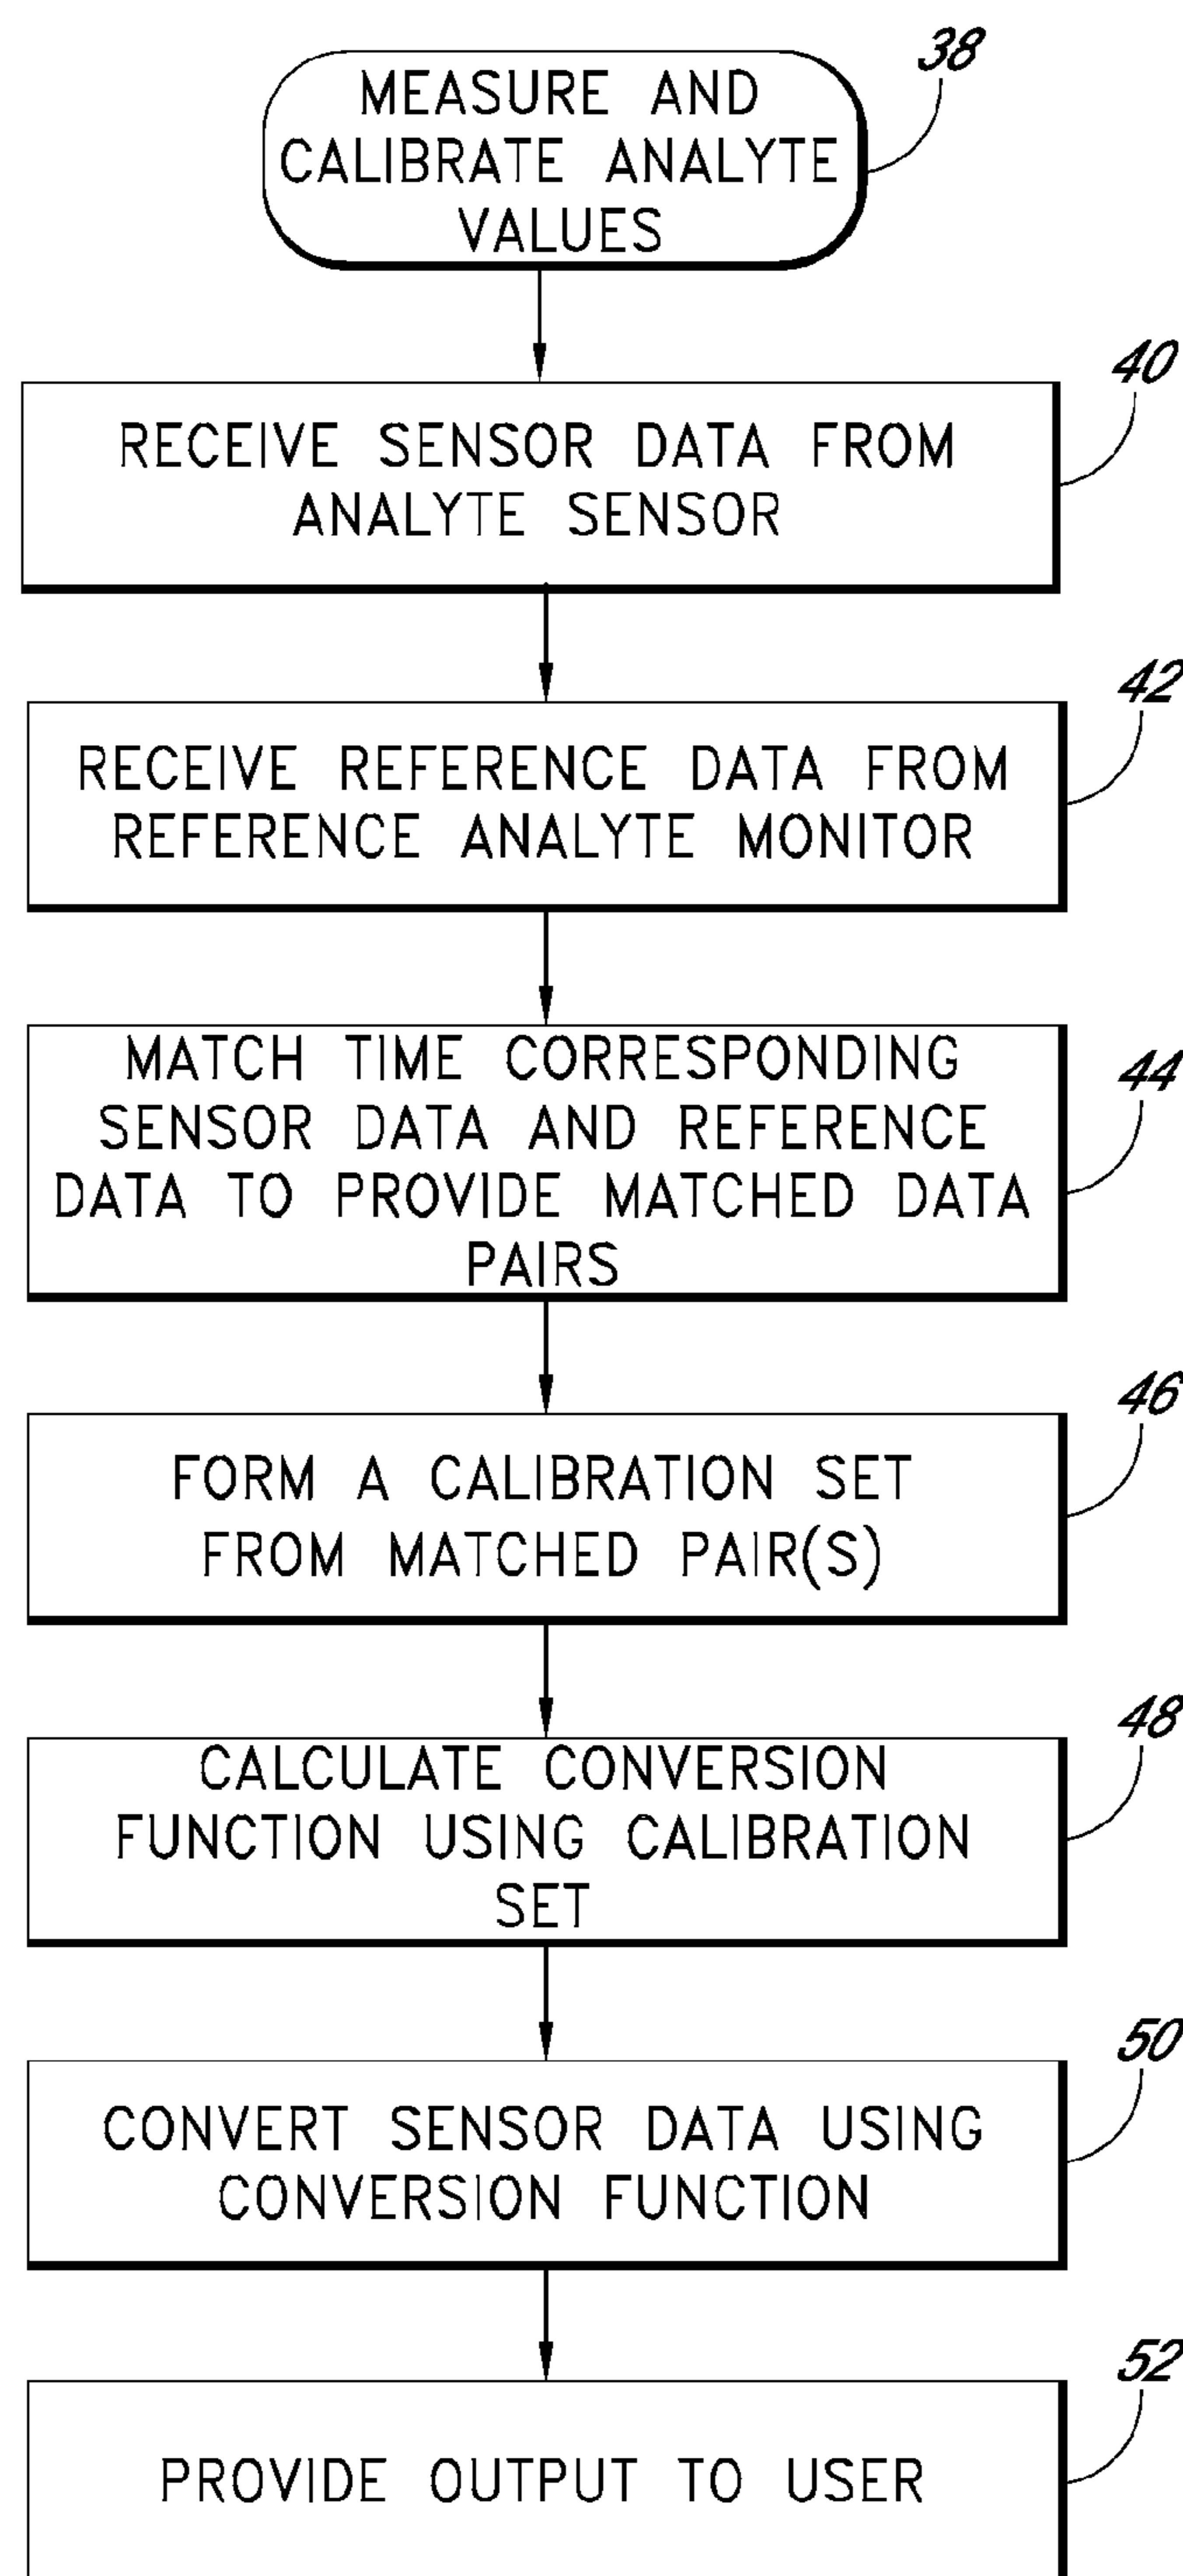 38
MEASURE AND
CALIBRATE ANALYTE
VALUES
40
RECEIVE SENSOR DATA FROM
ANALYTE SENSOR
42
RECEIVE REFERENCE DATA FROM
REFERENCE ANALYTE MONITOR
44
MATCH TIME CORRESPONDING
SENSOR DATA AND REFERENCE
DATA TO PROVIDE MATCHED DATA
PAIRS
46
FORM A CALIBRATION SET
FROM MATCHED PAIR(S)
48
CALCULATE CONVERSION
FUNCTION USING CALIBRATION
SET
50
CONVERT SENSOR DATA USING
CONVERSION FUNCTION
52
PROVIDE OUTPUT TO USER